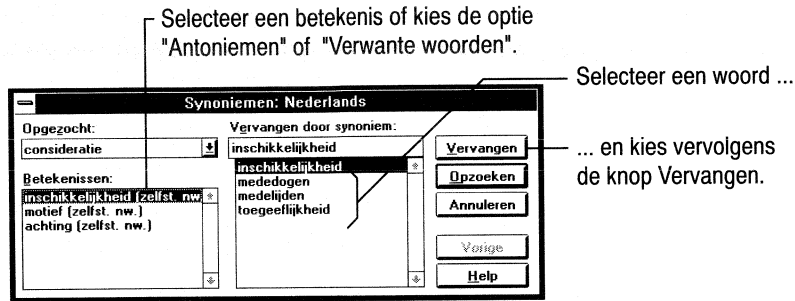 Selecteer een betekenis of kies de optie
"Antoniemen" of "Verwante woorden".
Selecteer een woord ...
Synoniemen: Nederlands
Opgezocht:
consideratie
Vervangen door synoniem:
inschikkelijkheid
Vervangen
... en kies vervolgens
de knop Vervangen.
Betekenissen:
inschikkelijkheid (zelfst. nw
motief (zelfst. nw.)
achting (zelfst. nw.)
inschikkelijkheid
mededogen
medelijden
toegeeflijkheid
Opzoeken
Annuleren
Vorige
Help